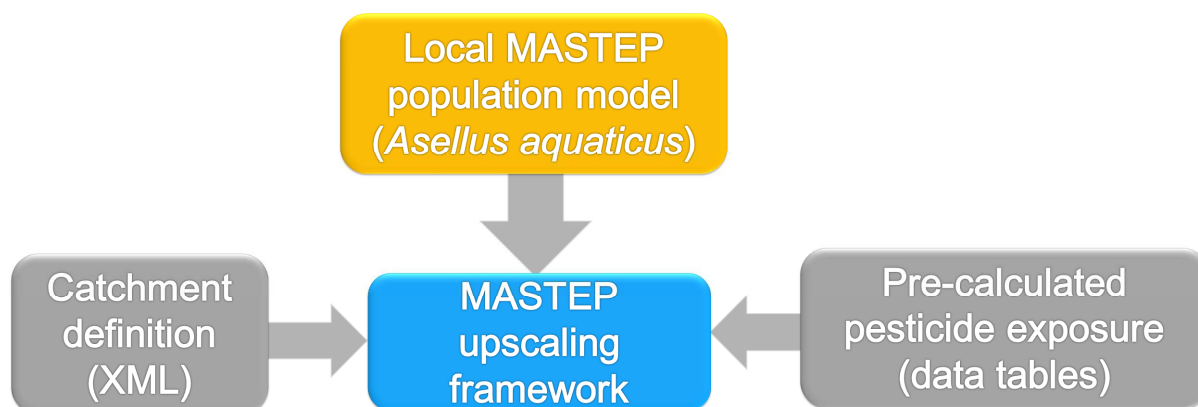 Local MASTEP
population model
(Asellus aquaticus)
Catchment
definition
(XML)
MASTEP
upscaling
framework
Pre-calculated
pesticide exposure
(data tables)